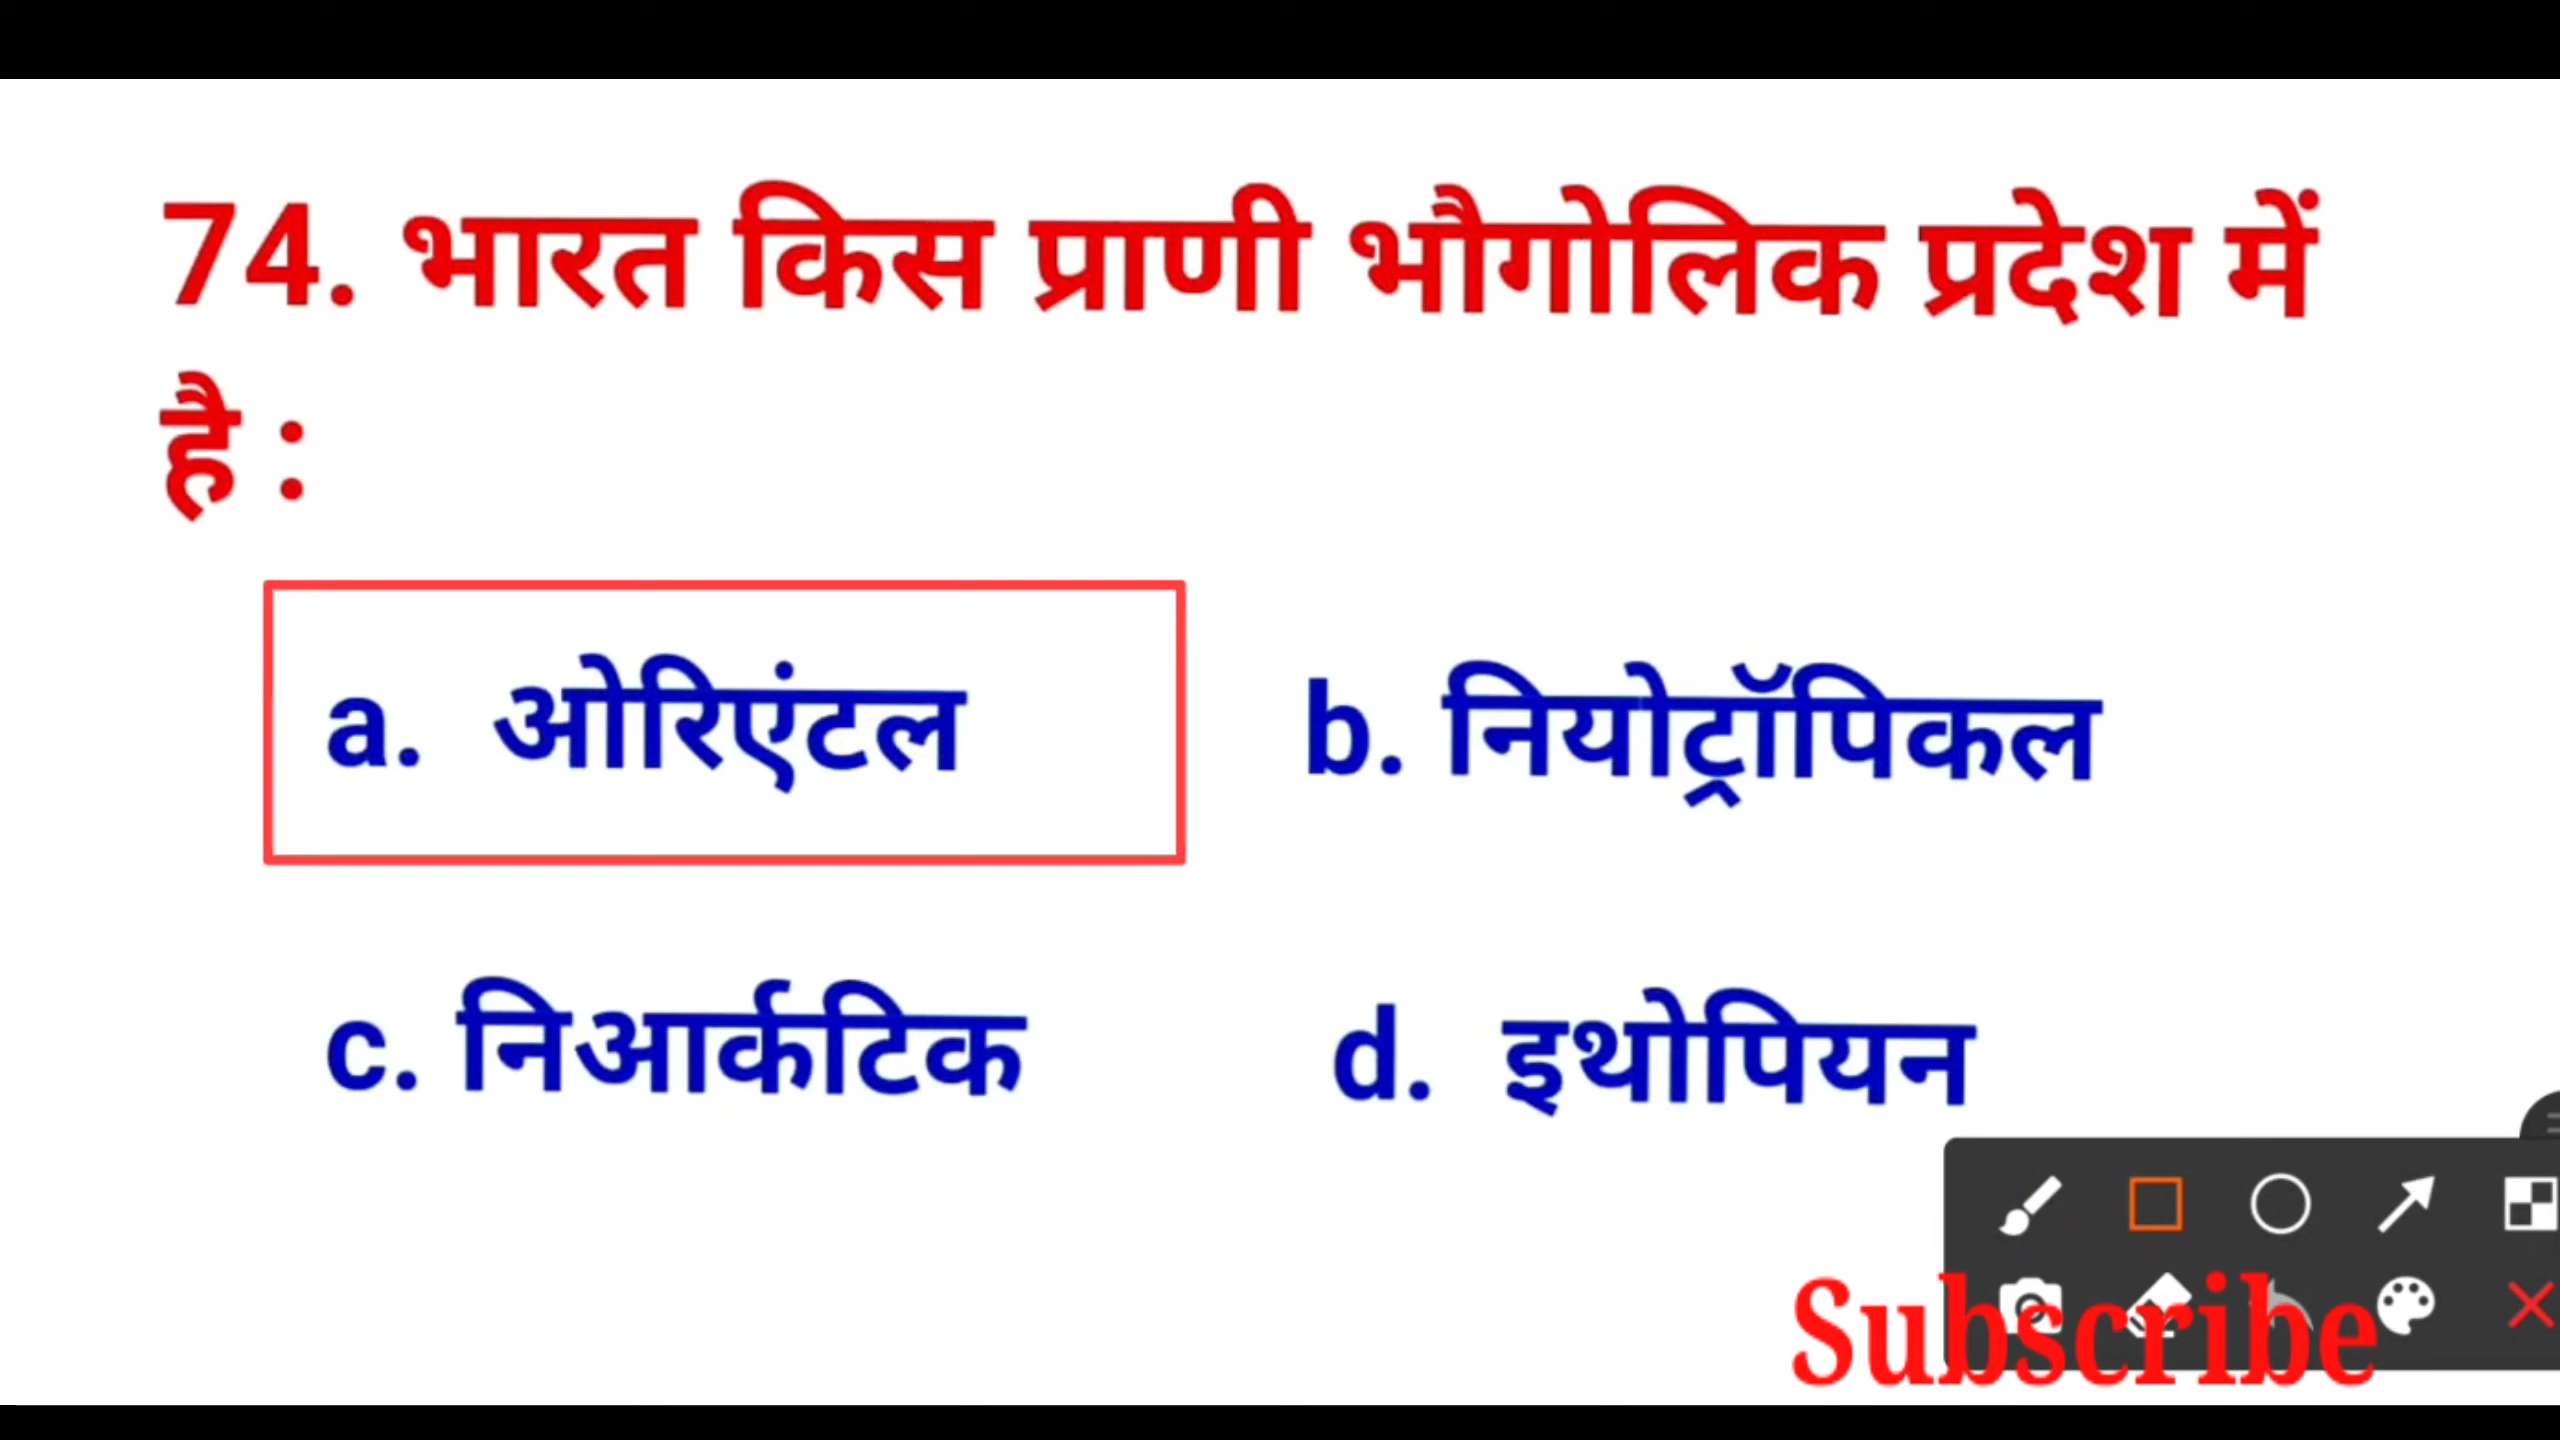 74. भारत किस प्राणी भौगोलिक प्रदेश में
है :
a. ओरिएंटल
b. नियोट्रॉपिकल
c. निआर्कटिक
d. इथोपियन
Subscribe